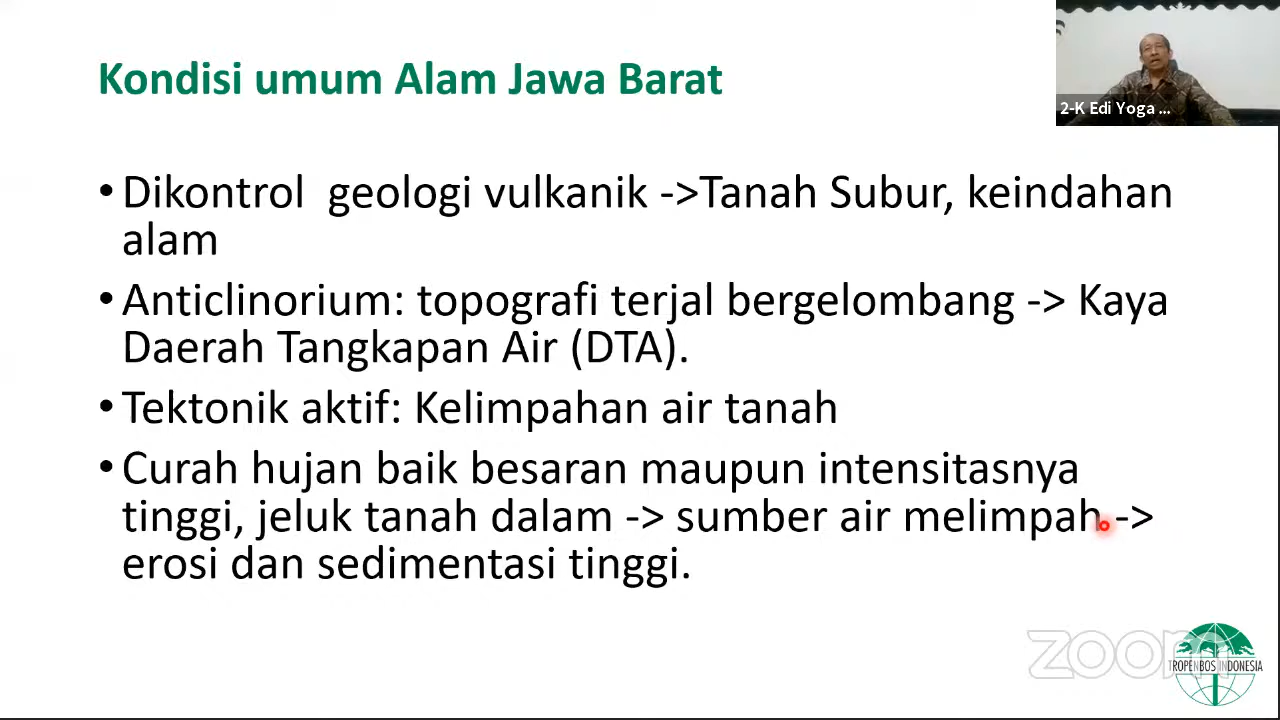 Kondisi umum Alam Jawa Barat
2-K Edi Yoga ...
•Dikontrol geologi vulkanik ->Tanah Subur, keindahan
alam
•Anticlinorium: topografi terjal bergelombang -> Kaya
Daerah Tangkapan Air (DTA).
•Tektonik aktif: Kelimpahan air tanah
•Curah hujan baik besaran maupun intensitasnya
tinggi, jeluk tanah dalam -> sumber air melimpah ->
erosi dan sedimentasi tinggi.
zoom
TROPENBOS INDONESIA